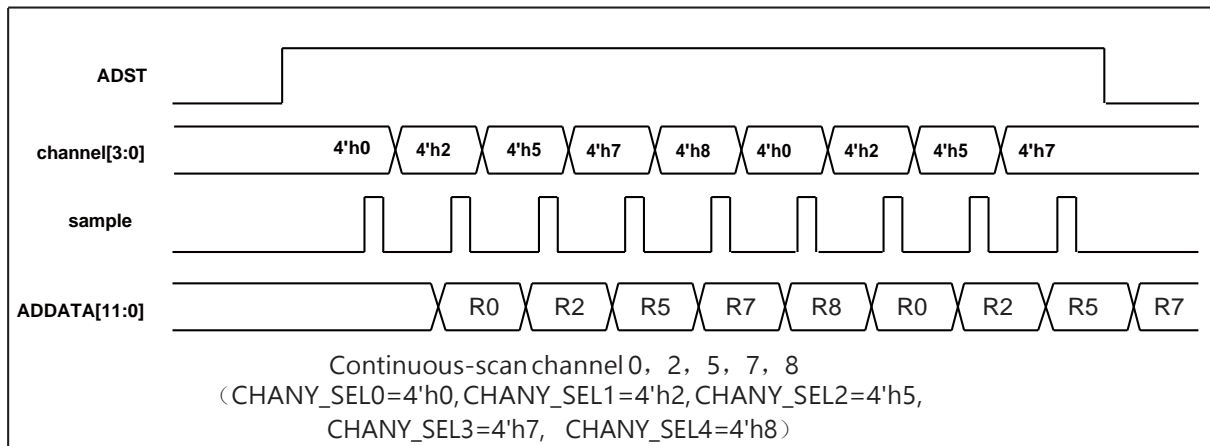 ADST
channel[3:0] 4'h0 4'h2 4'h5 4'h7 4'h8 4'h0 4'h2 4'h5 4'h7
sample
ADDATA[11:0] R0 R2 R5 R7 R8 R0 R2 R5 R7
Continuous-scan channel 0，2，5，7，8
（CHANY_SEL0=4'h0, CHANY_SEL1=4'h2, CHANY_SEL2=4'h5,
CHANY_SEL3=4'h7, CHANY_SEL4=4'h8）